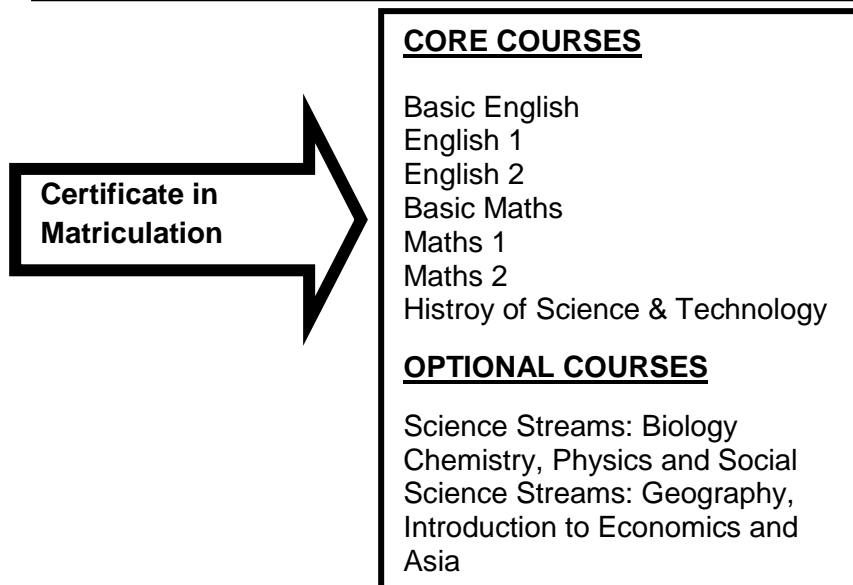 Certificate in
Matriculation
CORE COURSES
Basic English
English 1
English 2
Basic Maths
Maths 1
Maths 2
Histroy of Science & Technology
OPTIONAL COURSES
Science Streams: Biology
Chemistry, Physics and Social
Science Streams: Geography,
Introduction to Economics and
Asia